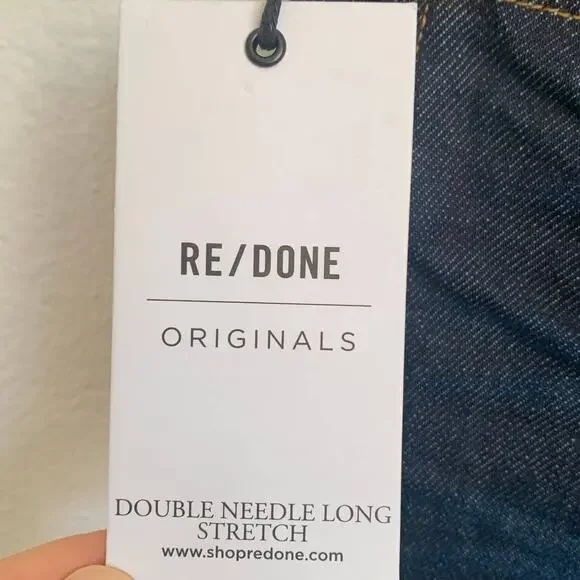 RE/DONE
ORIGINALS
DOUBLE NEEDLE LONG
STRETCH
www.shopredone.com